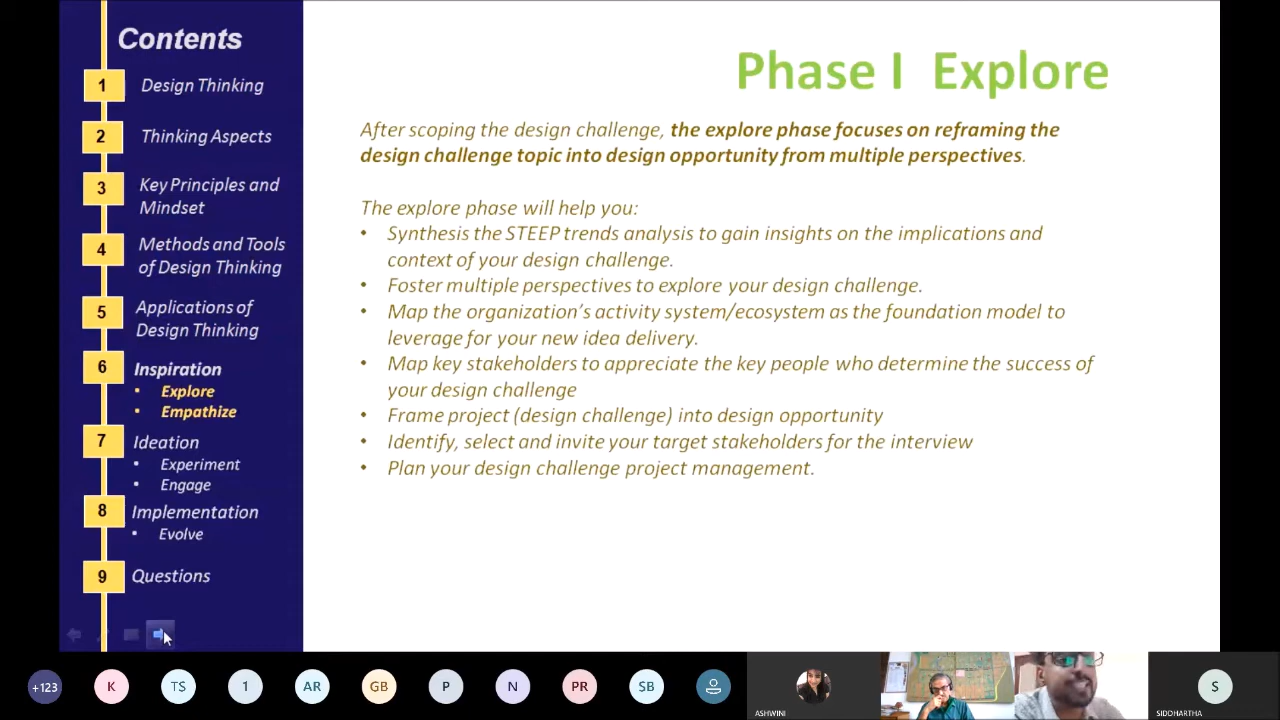 Contents
1
Design Thinking
2
Thinking Aspects
3
Key Principles and
Mindset
4
Methods and Tools
of Design Thinking
5
Applications of
Design Thinking
6
Inspiration
• Explore
• Empathize
7
Ideation
• Experiment
• Engage
8
Implementation
• Evolve
9
Questions
Phase I Explore
After scoping the design challenge, the explore phase focuses on reframing the
design challenge topic into design opportunity from multiple perspectives.
The explore phase will help you:
• Synthesis the STEEP trends analysis to gain insights on the implications and
context of your design challenge.
• Foster multiple perspectives to explore your design challenge.
• Map the organization's activity system/ecosystem as the foundation model to
leverage for your new idea delivery.
• Map key stakeholders to appreciate the key people who determine the success of
your design challenge
• Frame project (design challenge) into design opportunity
• Identify, select and invite your target stakeholders for the interview
• Plan your design challenge project management.
+123
K
TS
1
AR
GB
P
N
PR
SB
S
ASHWINI
SIDDHARTHA